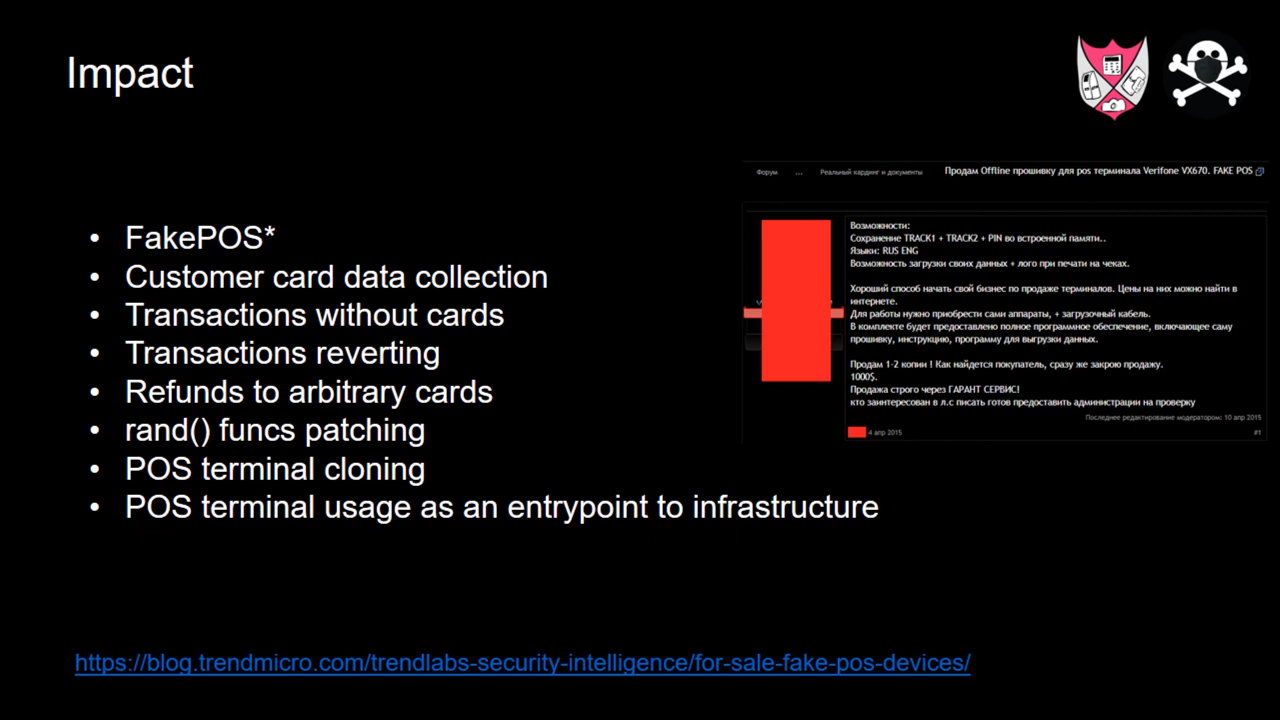 Impact
• FakePOS*
• Customer card data collection
• Transactions without cards
• Transactions reverting
• Refunds to arbitrary cards
• rand() funcs patching
• POS terminal cloning
• POS terminal usage as an entrypoint to infrastructure
Форум ... Реальный кардинг и документы Продам Offline прошивку для pos терминала Verifone VX670. FAKE POS
Возможности:
Сохранение TRACK1 + TRACK2 + PIN во встроенной памяти..
Языки: RUS ENG
Возможность загрузки своих данных + лого при печати на чеках.
Хороший способ начать свой бизнес по продаже терминалов. Цены на них можно найти в
интернете.
Для работы нужно приобрести сами аппараты, + загрузочный кабель.
В комплекте будет предоставлено полное программное обеспечение, включающее саму
прошивку, инструкцию, программу для выгрузки данных.
Продам 1-2 копии ! Как найдется покупатель, сразу же закрою продажу.
1000$.
Продажа строго через ГАРАНТ СЕРВИС!
кто заинтересован в л.с писать готов предоставить администрации на проверку
Последнее редактирование модератором: 10 апр 2015
4 апр 2015 #1
https://blog.trendmicro.com/trendlabs-security-intelligence/for-sale-fake-pos-devices/